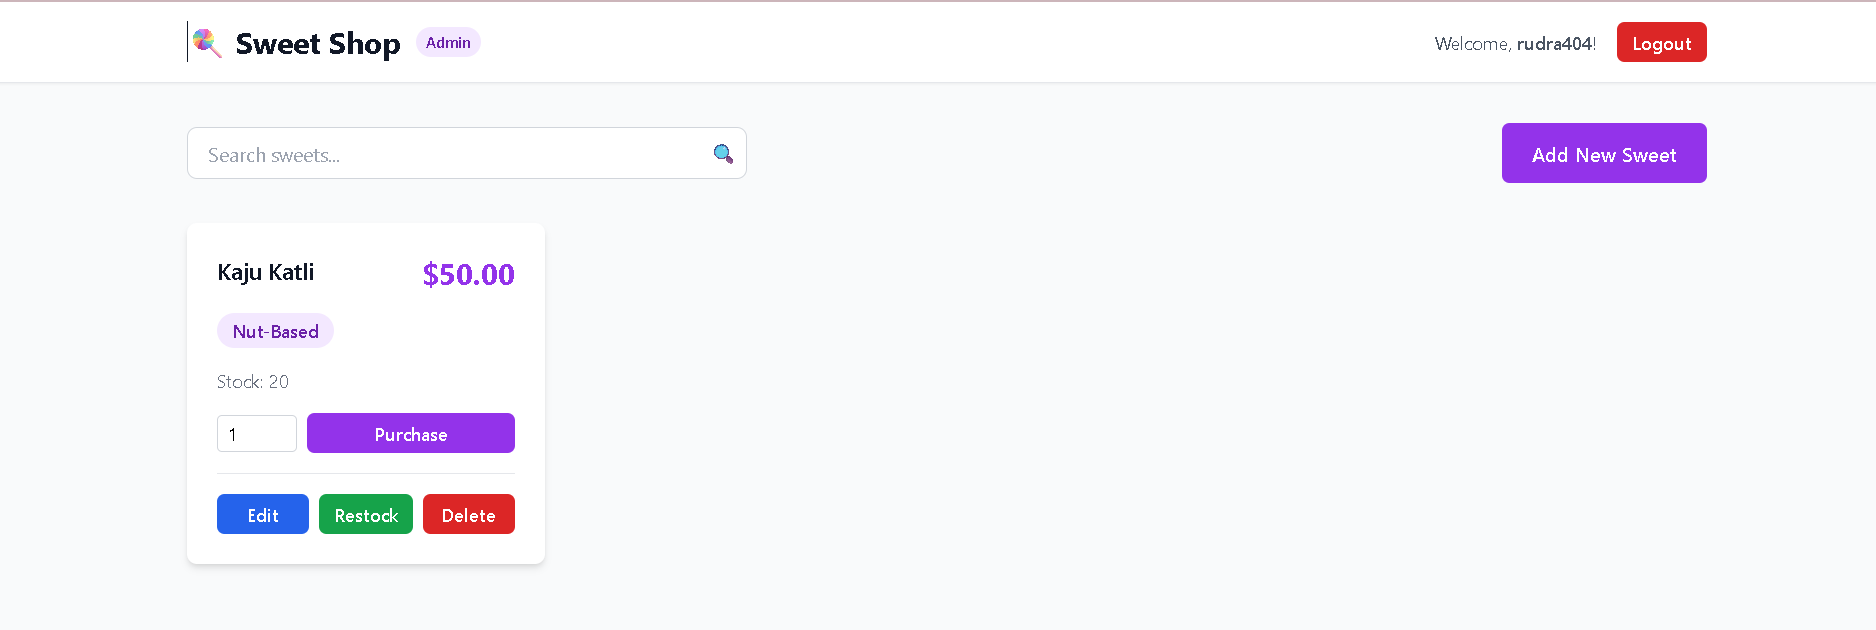 Sweet Shop Admin Welcome, rudra404! Logout
Search sweets... Add New Sweet
Kaju Katli $50.00
Nut-Based
Stock: 20
1 Purchase
Edit Restock Delete